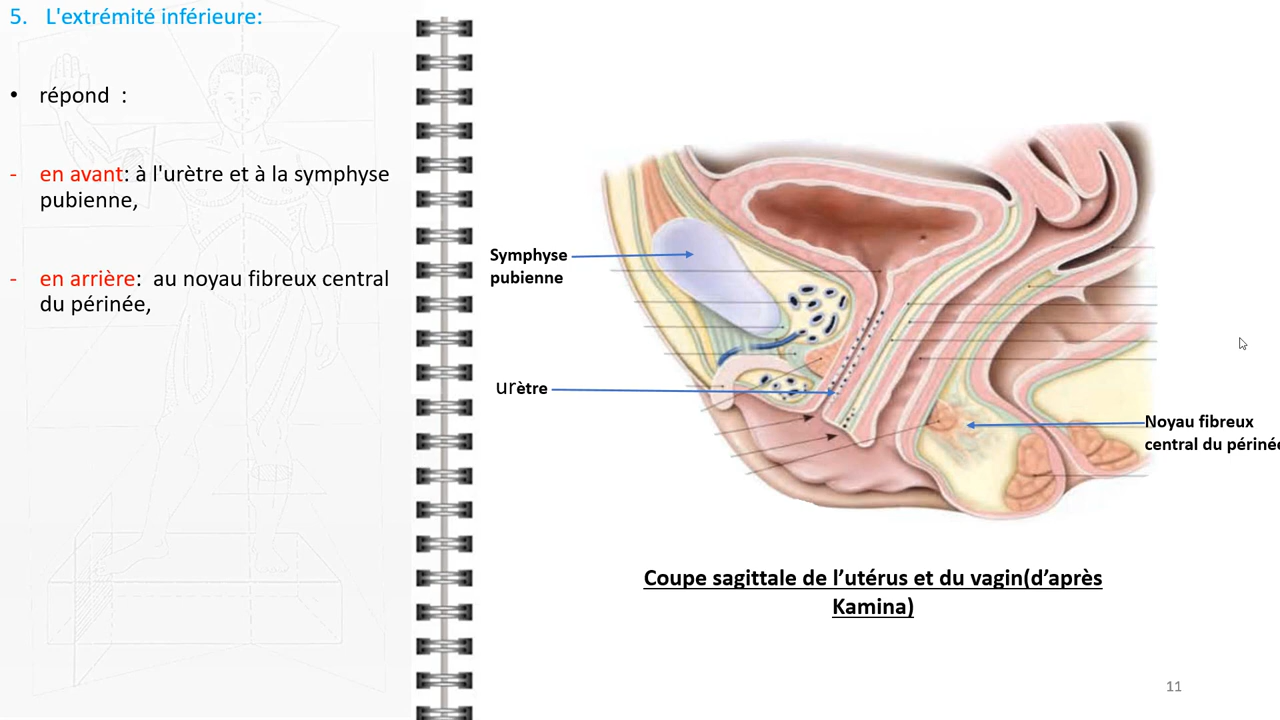 5. L'extrémité inférieure:
• répond :
- en avant: à l'urètre et à la symphyse
pubienne,
- en arrière: au noyau fibreux central
du périnée,
Symphyse
pubienne
urètre
Noyau fibreux
central du périné
Coupe sagittale de l’utérus et du vagin(d’après
Kamina)
11